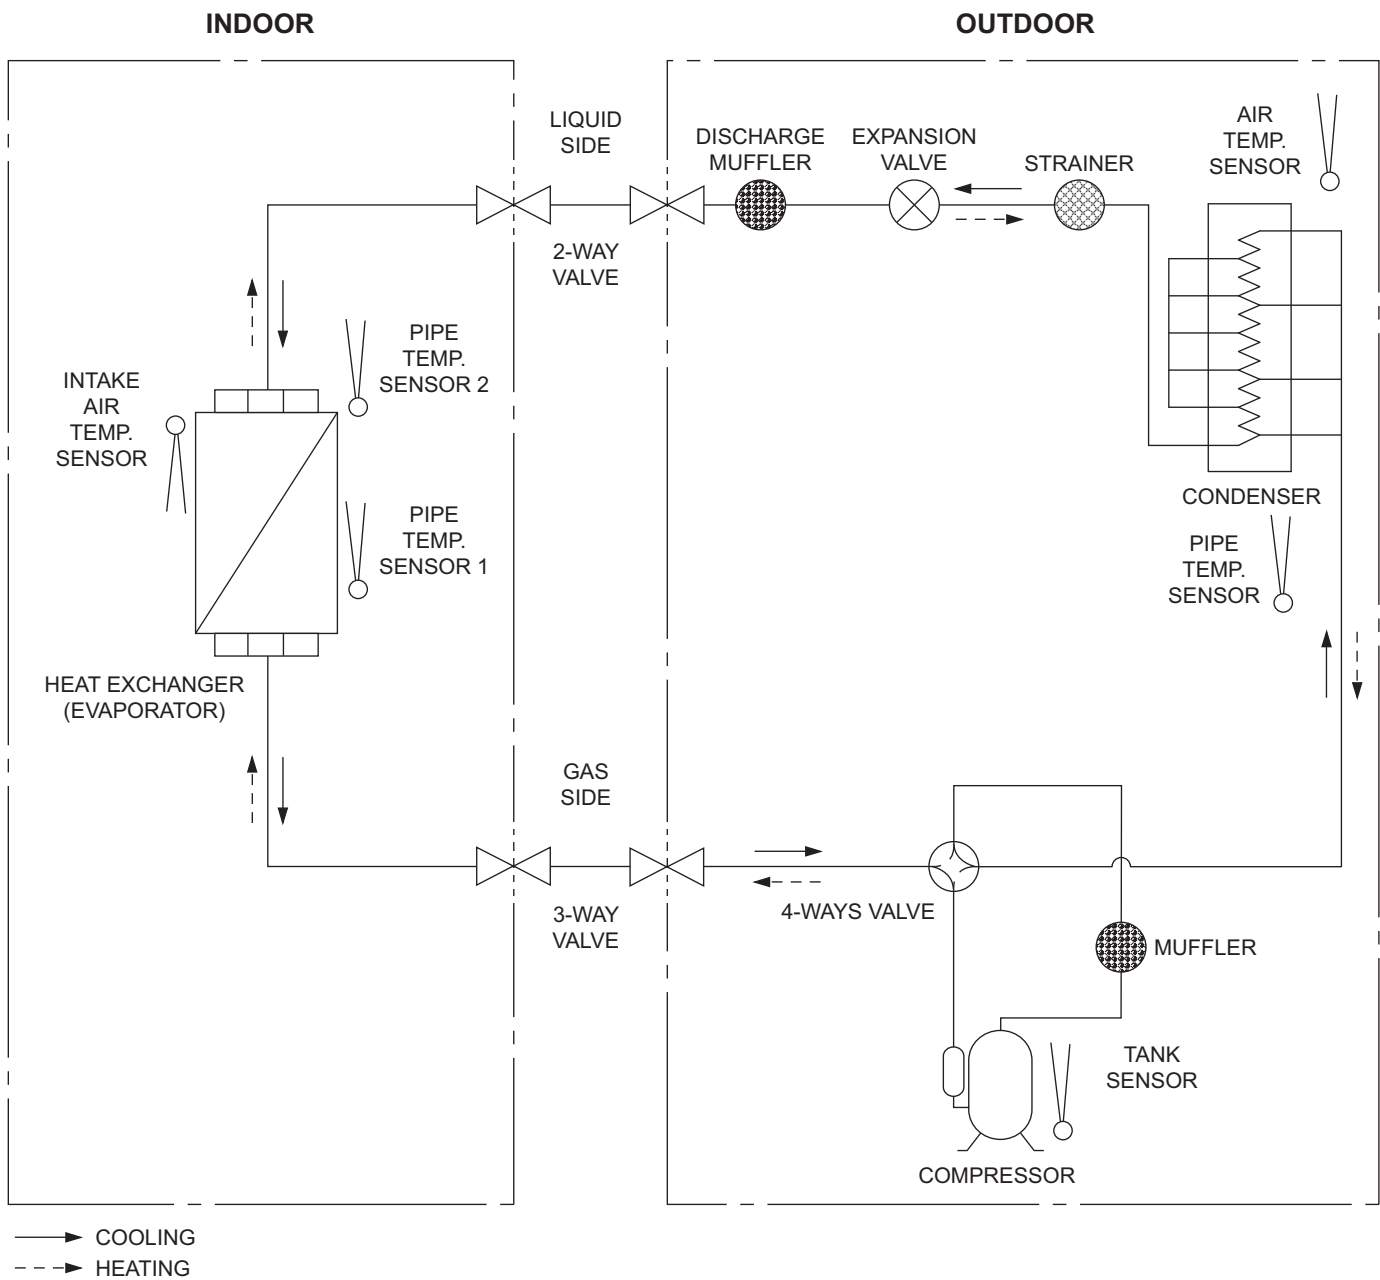 INDOOR
OUTDOOR
LIQUID
SIDE
2-WAY
VALVE
DISCHARGE
MUFFLER
EXPANSION
VALVE
STRAINER
AIR
TEMP.
SENSOR
INTAKE
AIR
TEMP.
SENSOR
PIPE
TEMP.
SENSOR 2
PIPE
TEMP.
SENSOR 1
CONDENSER
PIPE
TEMP.
SENSOR
HEAT EXCHANGER
(EVAPORATOR)
GAS
SIDE
3-WAY
VALVE
4-WAYS VALVE
MUFFLER
TANK
SENSOR
COMPRESSOR
COOLING
HEATING